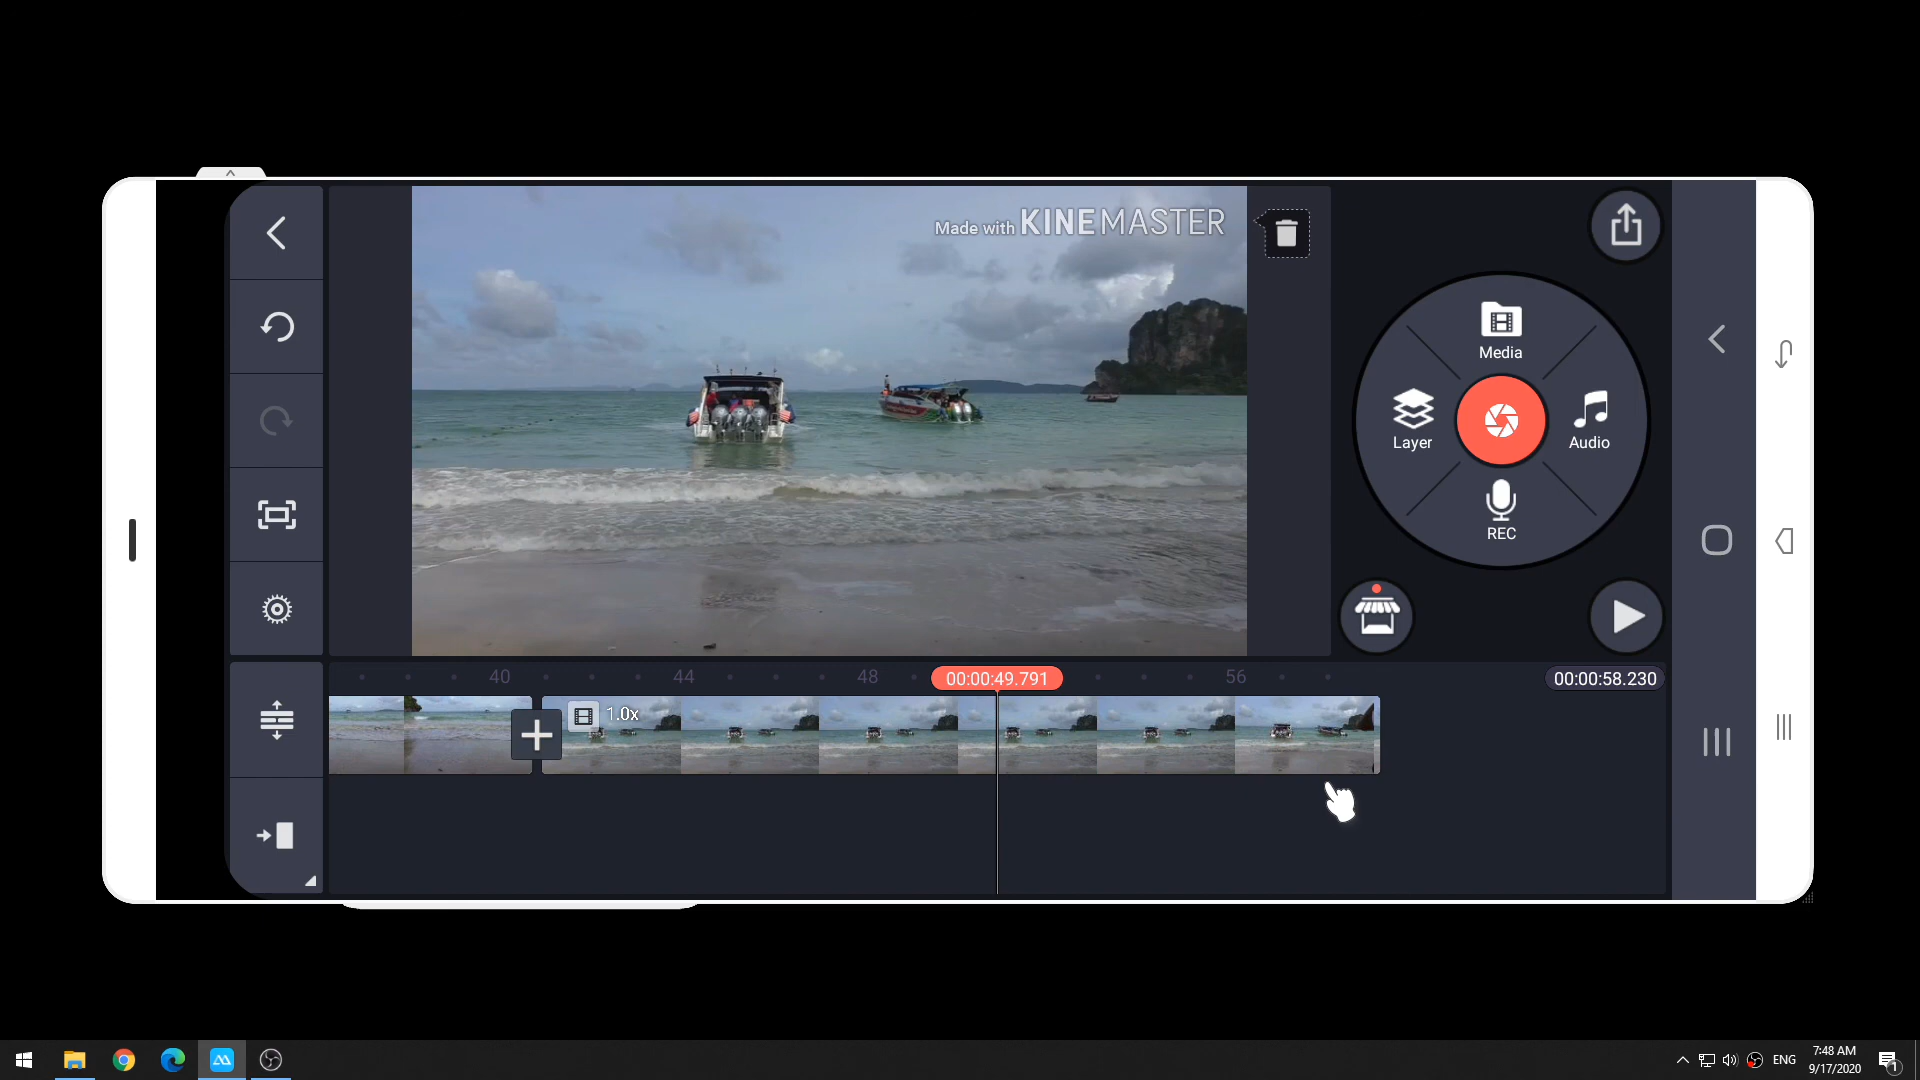 Made with KINEMASTER
Media
Layer
Audio
REC
40
44
48
00:00:49.791
56
00:00:58.230
1.0x
ENG
7:48 AM
9/17/2020
1